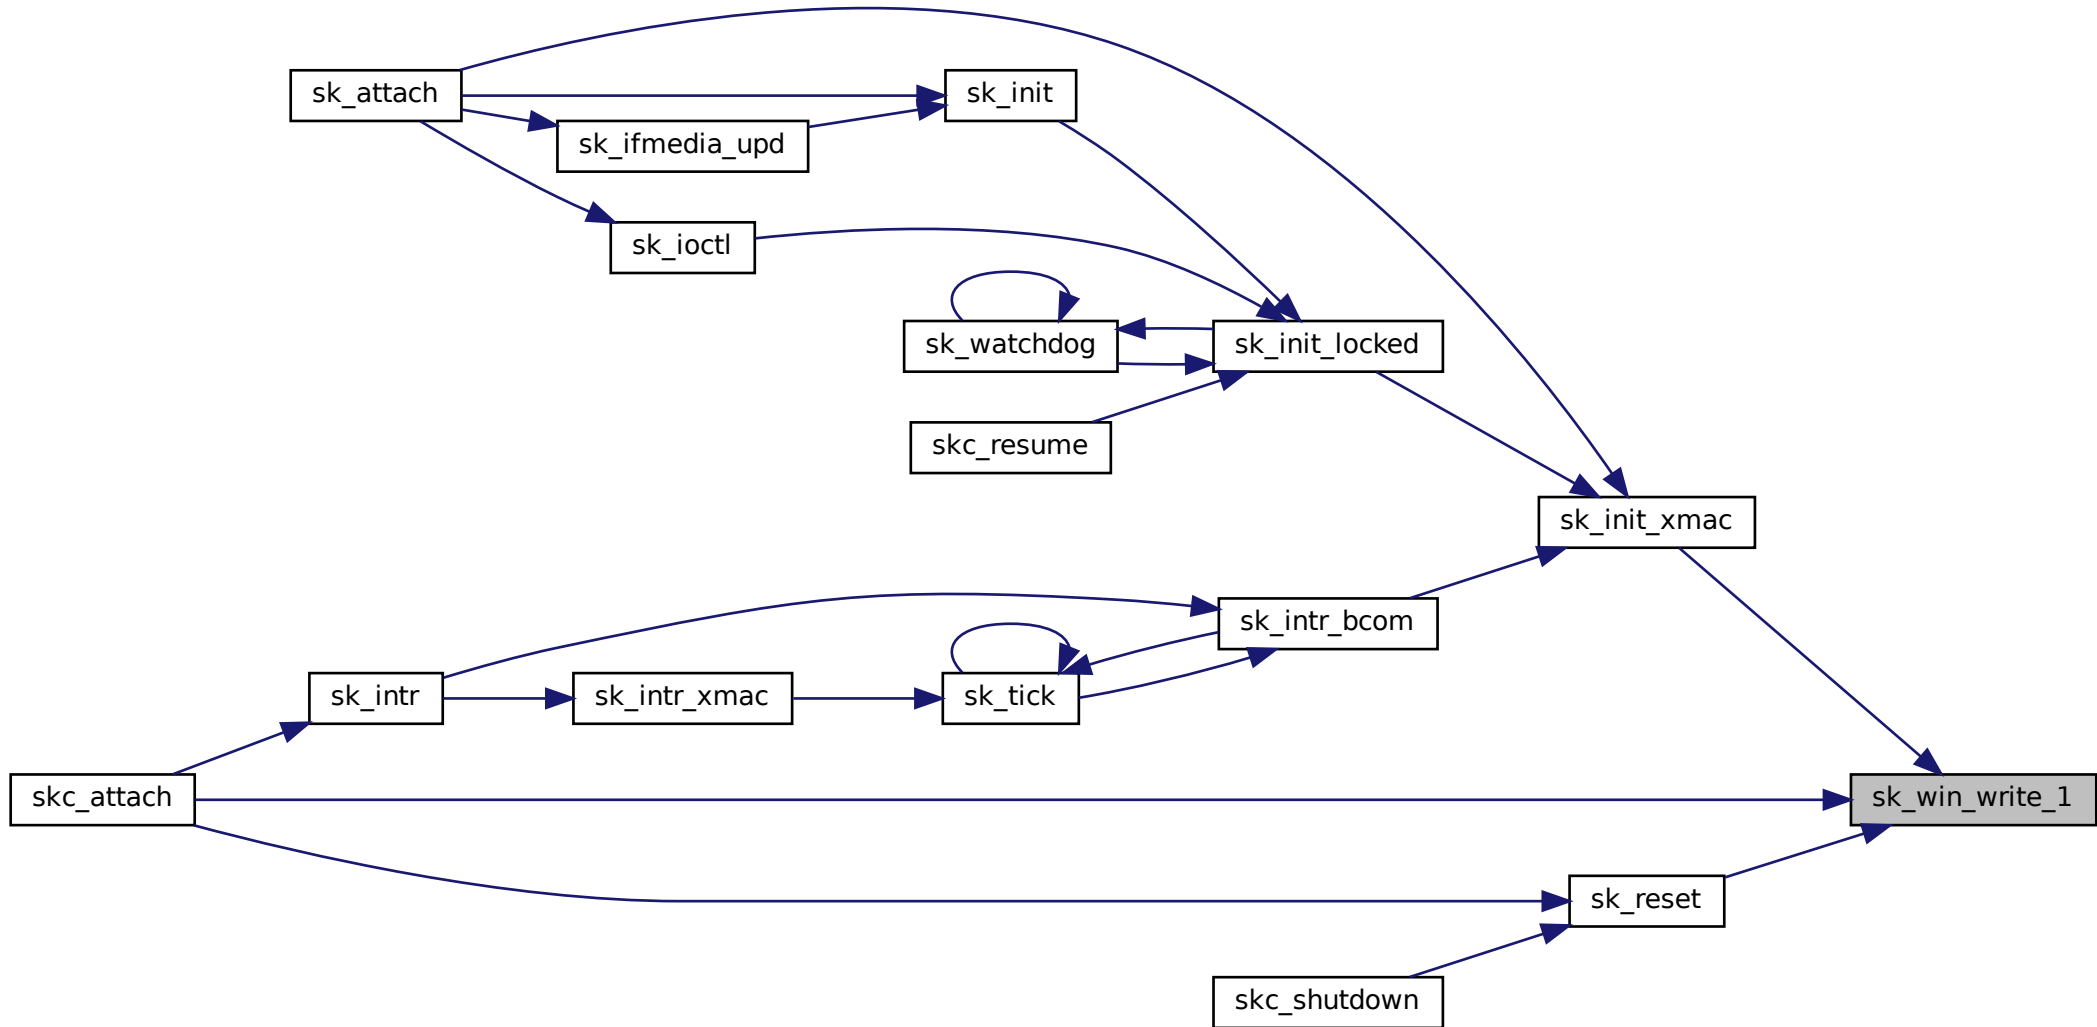 sk_attach
sk_init
sk_ifmedia_upd
sk_ioctl
sk_watchdog
sk_init_locked
skc_resume
sk_init_xmac
sk_intr_bcom
sk_intr
sk_intr_xmac
sk_tick
skc_attach
sk_win_write_1
sk_reset
skc_shutdown